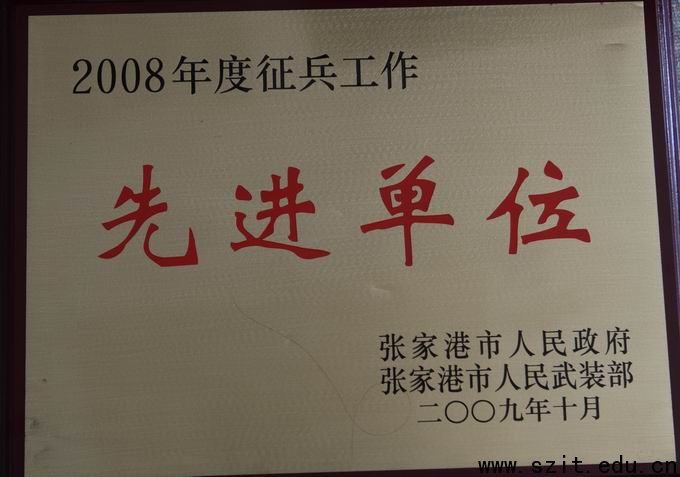 2008年度征兵工作
先进单位
张家港市人民政府
张家港市人民武装部
二〇〇九年十月
www.szit.edu.cn